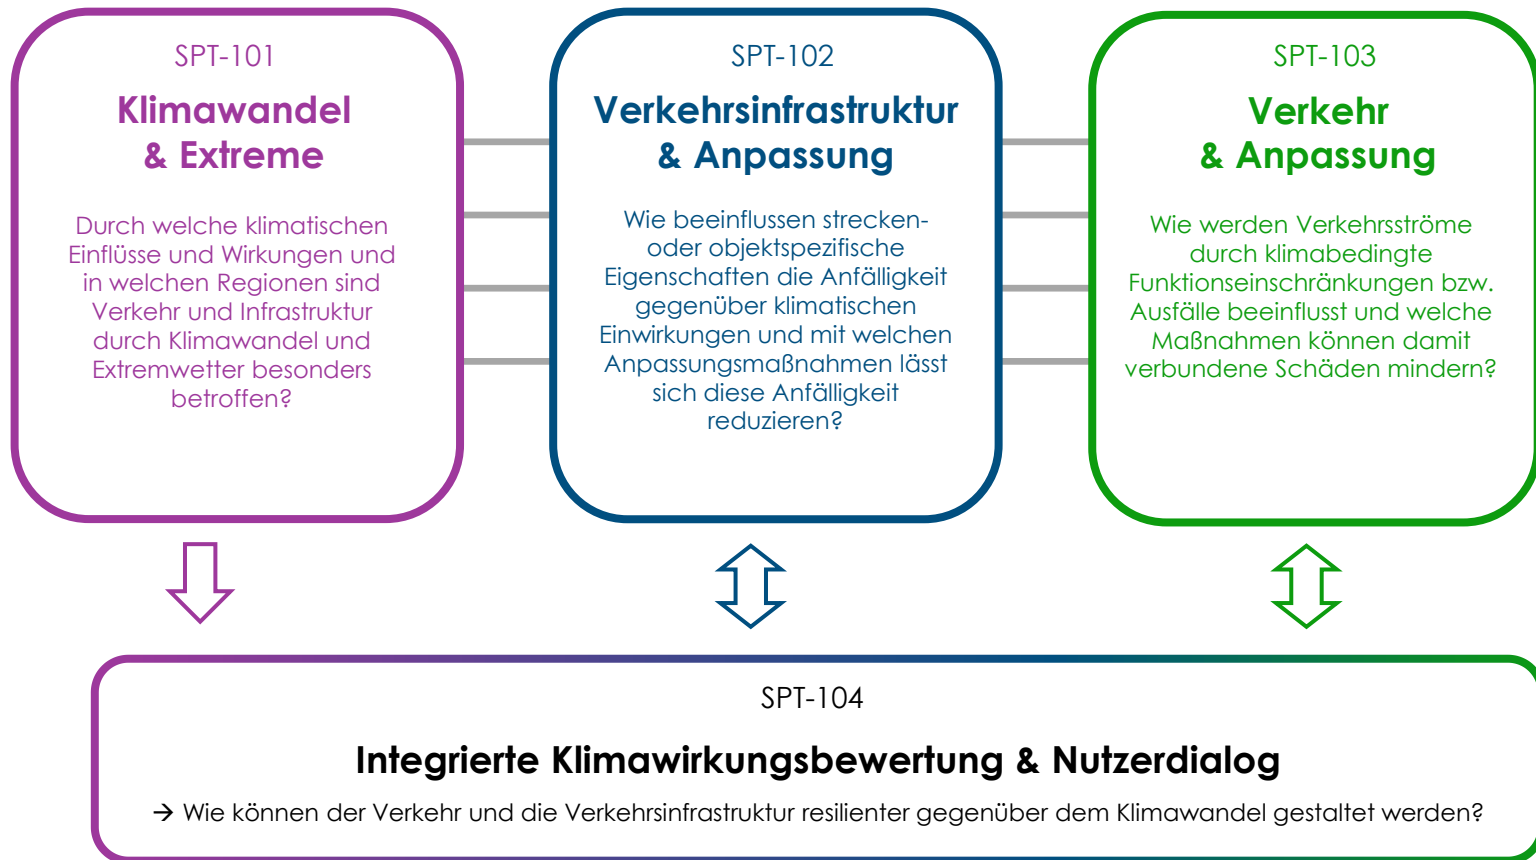 SPT-101
Klimawandel
& Extreme
Durch welche klimatischen
Einflüsse und Wirkungen und
in welchen Regionen sind
Verkehr und Infrastruktur
durch Klimawandel und
Extremwetter besonders
betroffen?
SPT-102
Verkehrsinfrastruktur
& Anpassung
Wie beeinflussen strecken-
oder objektspezifische
Eigenschaften die Anfälligkeit
gegenüber klimatischen
Einwirkungen und mit welchen
Anpassungsmaßnahmen lässt
sich diese Anfälligkeit
reduzieren?
SPT-103
Verkehr
& Anpassung
Wie werden Verkehrsströme
durch klimabedingte
Funktionseinschränkungen bzw.
Ausfälle beeinflusst und welche
Maßnahmen können damit
verbundene Schäden mindern?
SPT-104
Integrierte Klimawirkungsbewertung & Nutzerdialog
→ Wie können der Verkehr und die Verkehrsinfrastruktur resilienter gegenüber dem Klimawandel gestaltet werden?